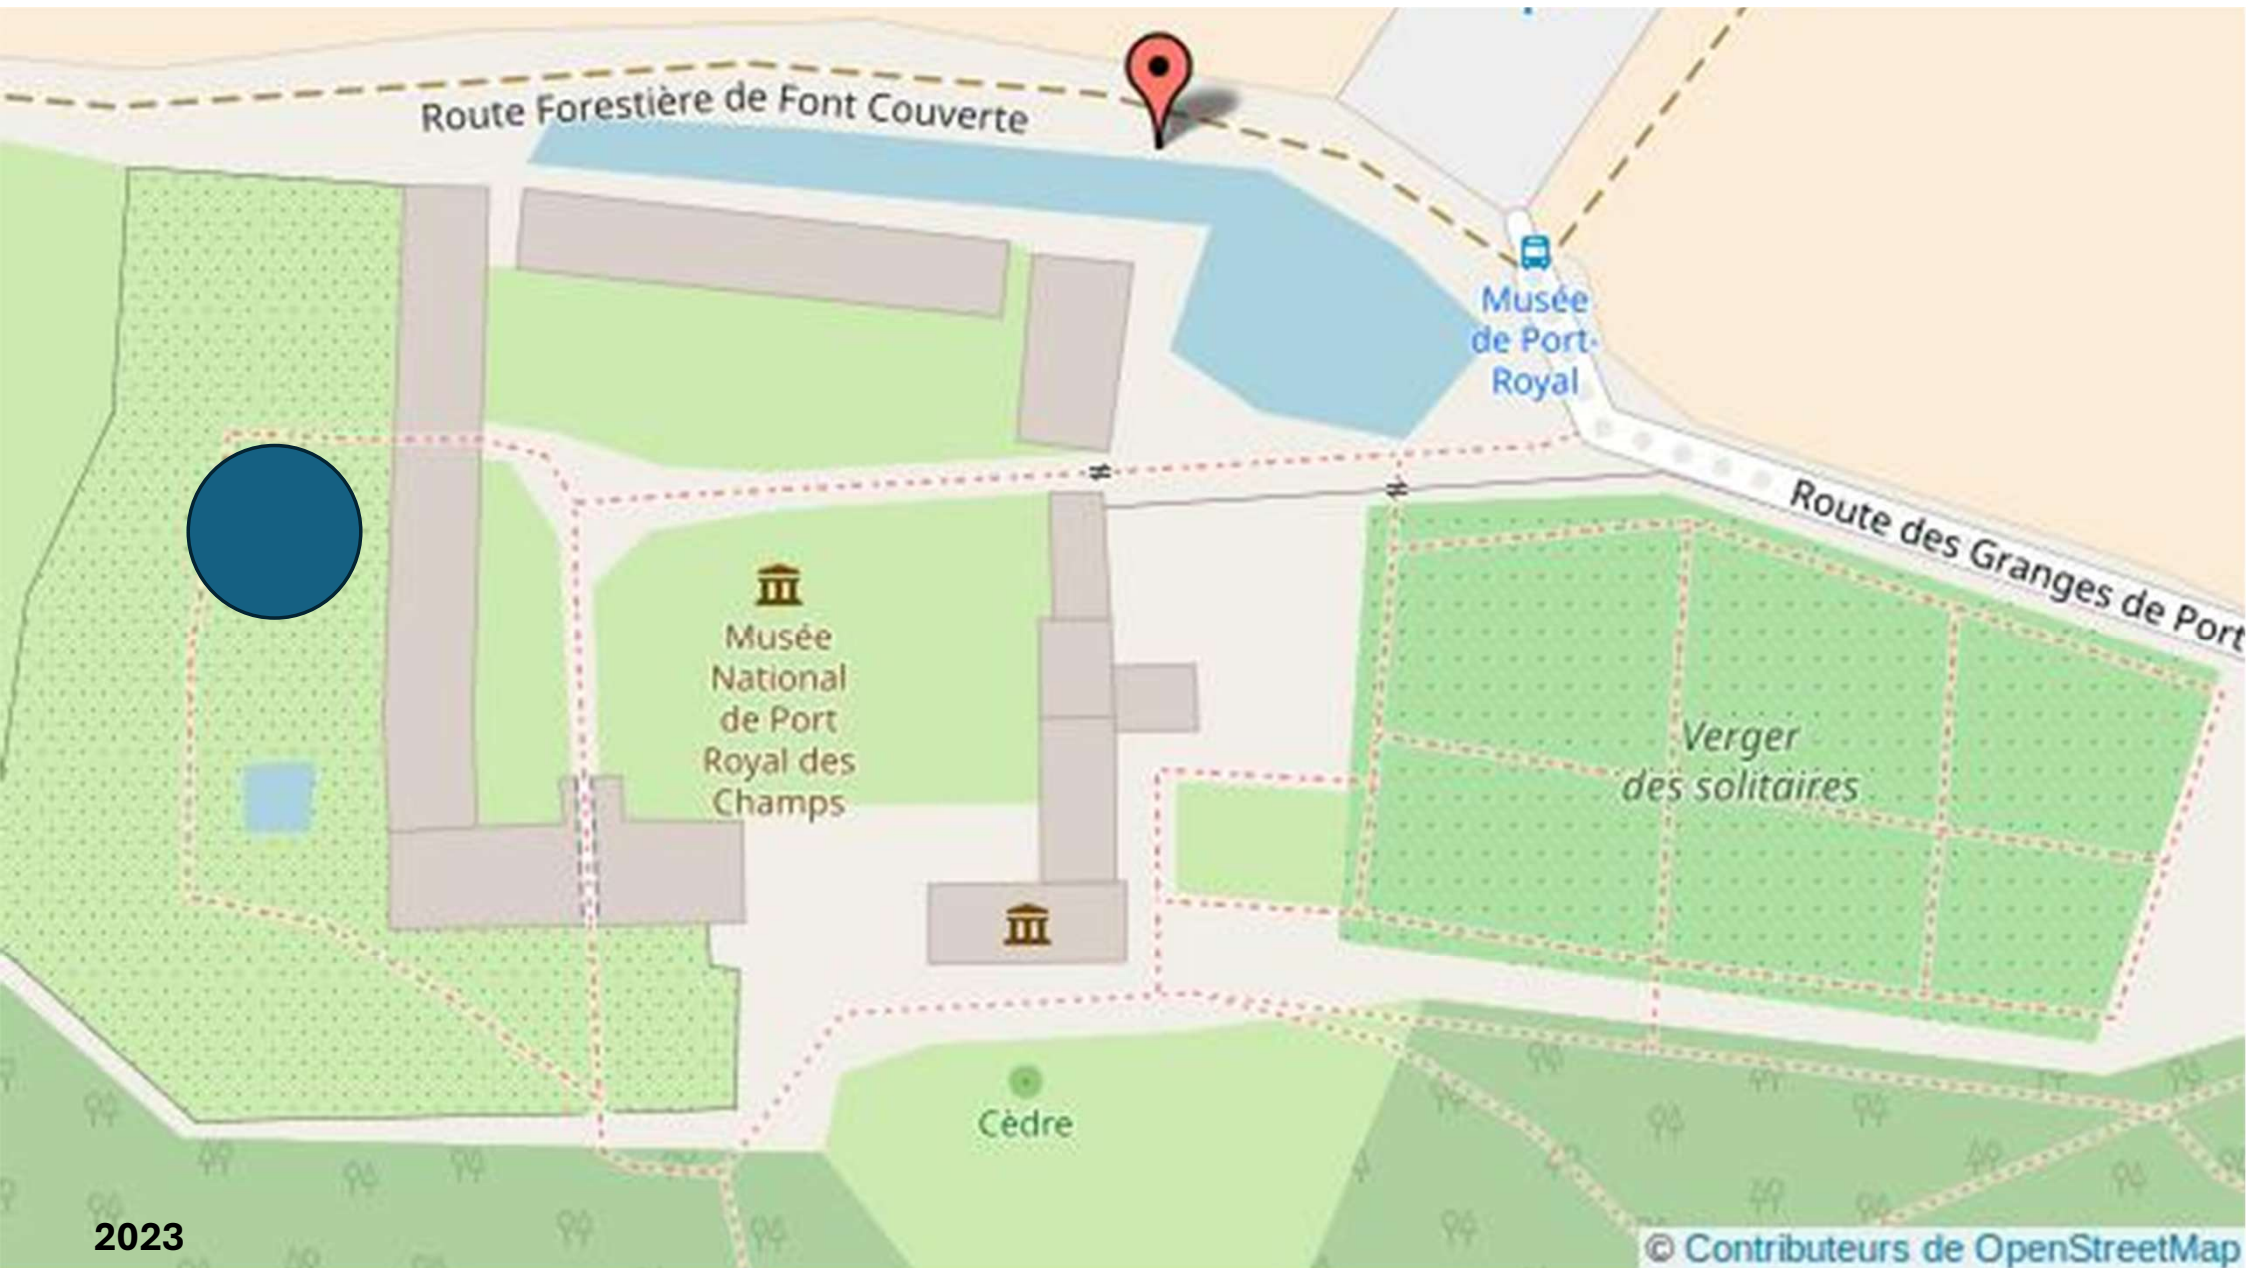 Route Forestière de Font Couverte
Musée
de Port-
Royal
Route des Granges de Port
Musée
National
de Port
Royal des
Champs
Verger
des solitaires
Cèdre
2023
© Contributeurs de OpenStreetMap